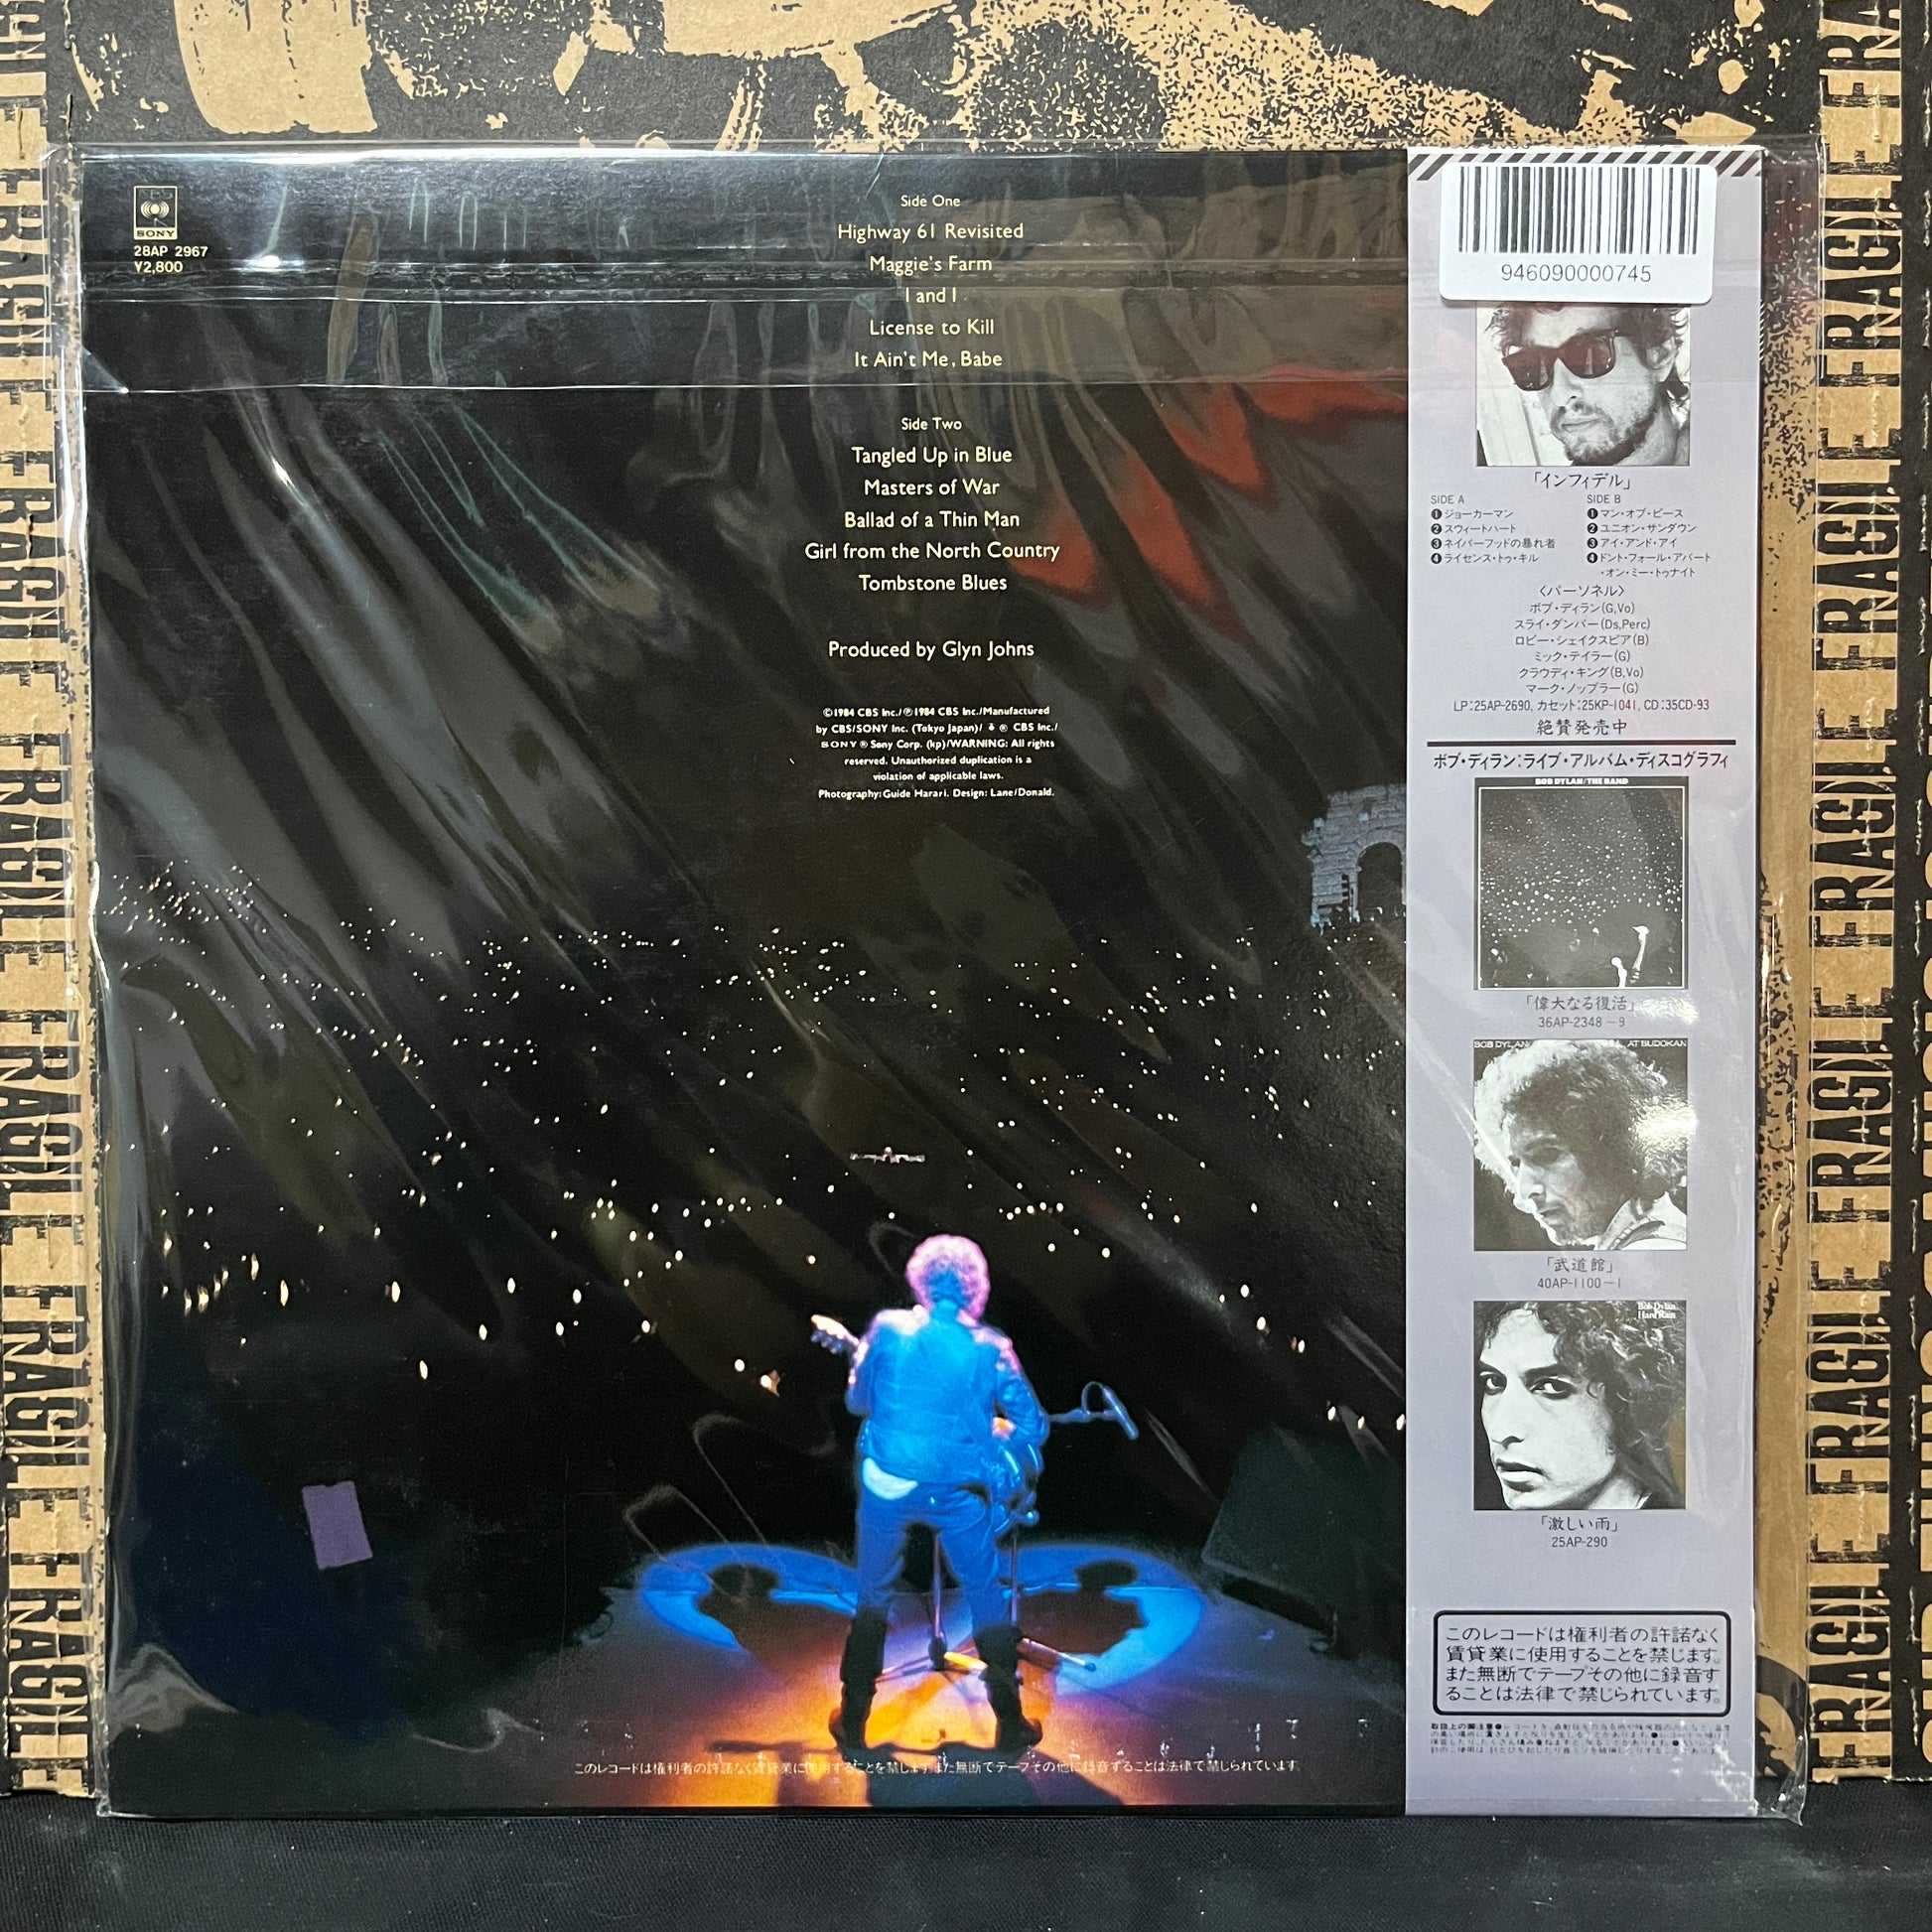 CBS
SONY
28AP 2967
¥2,800
Side One
Highway 61 Revisited
Maggie's Farm
I and I
License to Kill
It Ain't Me, Babe
Side Two
Tangled Up in Blue
Masters of War
Ballad of a Thin Man
Girl from the North Country
Tombstone Blues
Produced by Glyn Johns
©1984 CBS Inc./℗1984 CBS Inc./Manufactured
by CBS/SONY Inc. (Tokyo Japan)/ ® CBS Inc./
SONY ® Sony Corp. (kp)/WARNING: All rights
reserved. Unauthorized duplication is a
violation of applicable laws.
Photography: Guide Harari. Design: Lane/Donald.
このレコードは権利者の許諾なく賃貸業に使用することを禁じます また無断でテープその他に録音することは法律で禁じられています
946090000745
「インフィデル」
SIDE A
❶ジョーカーマン
❷スウィートハート
❸ネイバーフッドの暴れ者
❹ライセンス・トゥ・キル
SIDE B
❶マン・オブ・ピース
❷ユニオン・サンダウン
❸アイ・アンド・アイ
❹ドント・フォール・アパート
・オン・ミー・トゥナイト
〈パーソネル〉
ボブ・ディラン(G,Vo)
スライ・ダンバー(Ds,Perc)
ロビー・シェイクスピア(B)
ミック・テイラー(G)
クラウディ・キング(B,Vo)
マーク・ノップラー(G)
LP:25AP-2690, カセット:25KP-1041, CD:35CD-93
絶賛発売中
ボブ・ディラン:ライブ・アルバム・ディスコグラフィ
BOB DYLAN/THE BAND
「偉大なる復活」
36AP-2348〜9
BOB DYLAN AT BUDOKAN
「武道館」
40AP-1100-1
Bob Dylan
Hard Rain
「激しい雨」
25AP-290
このレコードは権利者の許諾なく
賃貸業に使用することを禁じます。
また無断でテープその他に録音す
ることは法律で禁じられています。
取扱上の御注意
FRAGILE FRAGILE FRAGILE FRAGILE FRAGILE FRAGILE
FRAGILE FRAGILE FRAGILE FRAGILE FRAGILE FRAGILE